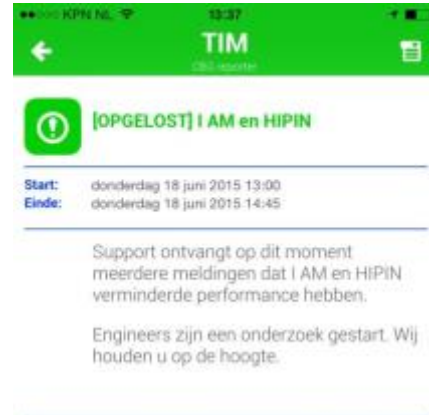 KPN NL 13:37
TIM
CBG reporter
[OPGELOST] I AM en HIPIN
Start: donderdag 18 juni 2015 13:00
Einde: donderdag 18 juni 2015 14:45
Support ontvangt op dit moment
meerdere meldingen dat I AM en HIPIN
verminderde performance hebben.
Engineers zijn een onderzoek gestart. Wij
houden u op de hoogte.